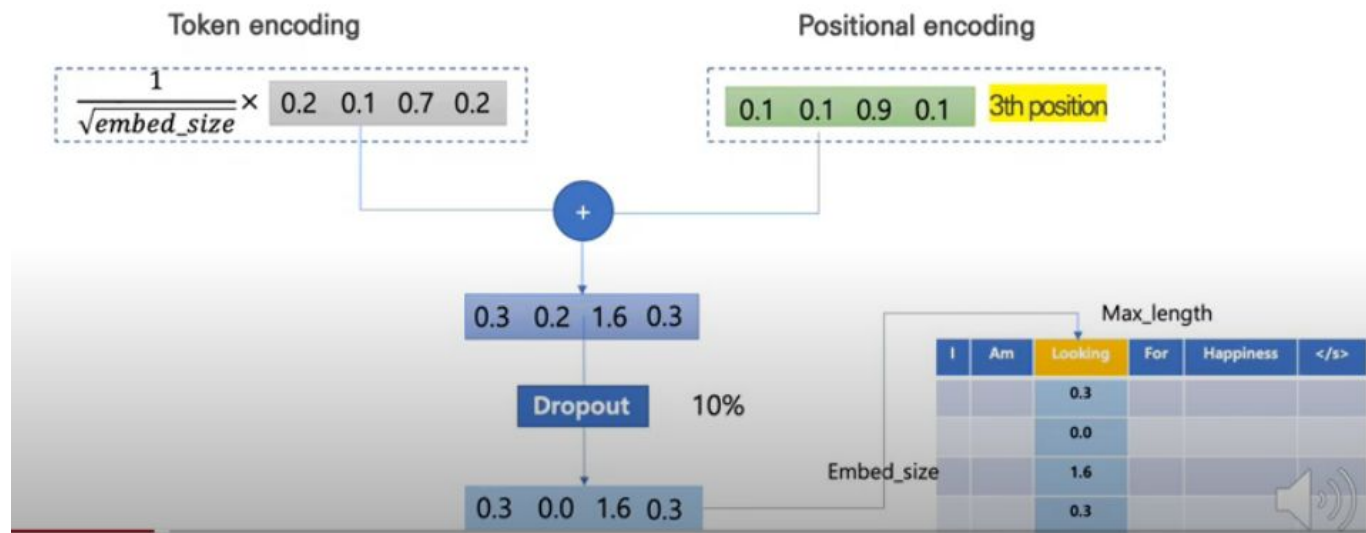 Token encoding
Positional encoding
1
√embed_size
×
0.2 0.1 0.7 0.2
0.1 0.1 0.9 0.1
3th position
+
0.3 0.2 1.6 0.3
Dropout
10%
0.3 0.0 1.6 0.3
Max_length
I Am Looking For Happiness </s>
0.3
0.0
Embed_size
1.6
0.3